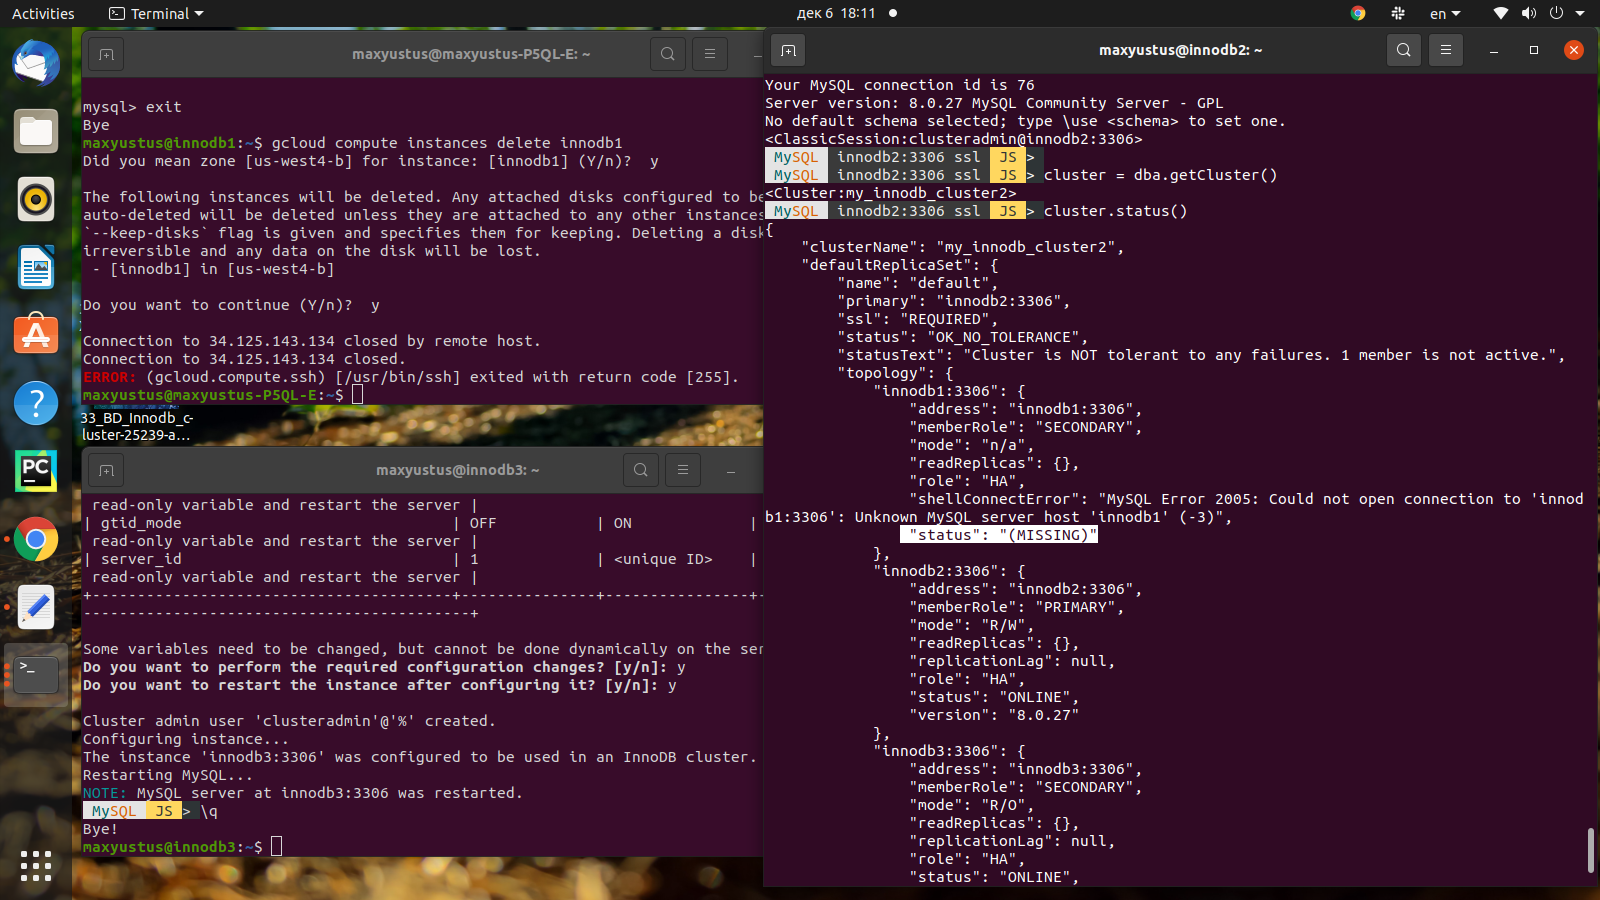 Activities
Terminal
дек 6 18:11
en
maxyustus@maxyustus-P5QL-E: ~
mysql> exit
Bye
maxyustus@innodb1:~$ gcloud compute instances delete innodb1
Did you mean zone [us-west4-b] for instance: [innodb1] (Y/n)?  y
The following instances will be deleted. Any attached disks configured to be
auto-deleted will be deleted unless they are attached to any other instances
`--keep-disks` flag is given and specifies them for keeping. Deleting a disk
irreversible and any data on the disk will be lost.
 - [innodb1] in [us-west4-b]
Do you want to continue (Y/n)?  y
Connection to 34.125.143.134 closed by remote host.
Connection to 34.125.143.134 closed.
ERROR: (gcloud.compute.ssh) [/usr/bin/ssh] exited with return code [255].
maxyustus@maxyustus-P5QL-E:~$
33_BD_Innodb_c-
luster-25239-a...
maxyustus@innodb3: ~
 read-only variable and restart the server |
| gtid_mode                              | OFF           | ON             |
 read-only variable and restart the server |
| server_id                              | 1             | <unique ID>    |
 read-only variable and restart the server |
+----------------------------------------+---------------+----------------+-
-------------------------------------------+
Some variables need to be changed, but cannot be done dynamically on the ser
Do you want to perform the required configuration changes? [y/n]: y
Do you want to restart the instance after configuring it? [y/n]: y
Cluster admin user 'clusteradmin'@'%' created.
Configuring instance...
The instance 'innodb3:3306' was configured to be used in an InnoDB cluster.
Restarting MySQL...
NOTE: MySQL server at innodb3:3306 was restarted.
MySQL  JS > \q
Bye!
maxyustus@innodb3:~$
maxyustus@innodb2: ~
Your MySQL connection id is 76
Server version: 8.0.27 MySQL Community Server - GPL
No default schema selected; type \use <schema> to set one.
<ClassicSession:clusteradmin@innodb2:3306>
MySQL  innodb2:3306 ssl  JS >
MySQL  innodb2:3306 ssl  JS > cluster = dba.getCluster()
<Cluster:my_innodb_cluster2>
MySQL  innodb2:3306 ssl  JS > cluster.status()
{
    "clusterName": "my_innodb_cluster2",
    "defaultReplicaSet": {
        "name": "default",
        "primary": "innodb2:3306",
        "ssl": "REQUIRED",
        "status": "OK_NO_TOLERANCE",
        "statusText": "Cluster is NOT tolerant to any failures. 1 member is not active.",
        "topology": {
            "innodb1:3306": {
                "address": "innodb1:3306",
                "memberRole": "SECONDARY",
                "mode": "n/a",
                "readReplicas": {},
                "role": "HA",
                "shellConnectError": "MySQL Error 2005: Could not open connection to 'innod
b1:3306': Unknown MySQL server host 'innodb1' (-3)",
                "status": "(MISSING)"
            },
            "innodb2:3306": {
                "address": "innodb2:3306",
                "memberRole": "PRIMARY",
                "mode": "R/W",
                "readReplicas": {},
                "replicationLag": null,
                "role": "HA",
                "status": "ONLINE",
                "version": "8.0.27"
            },
            "innodb3:3306": {
                "address": "innodb3:3306",
                "memberRole": "SECONDARY",
                "mode": "R/O",
                "readReplicas": {},
                "replicationLag": null,
                "role": "HA",
                "status": "ONLINE",